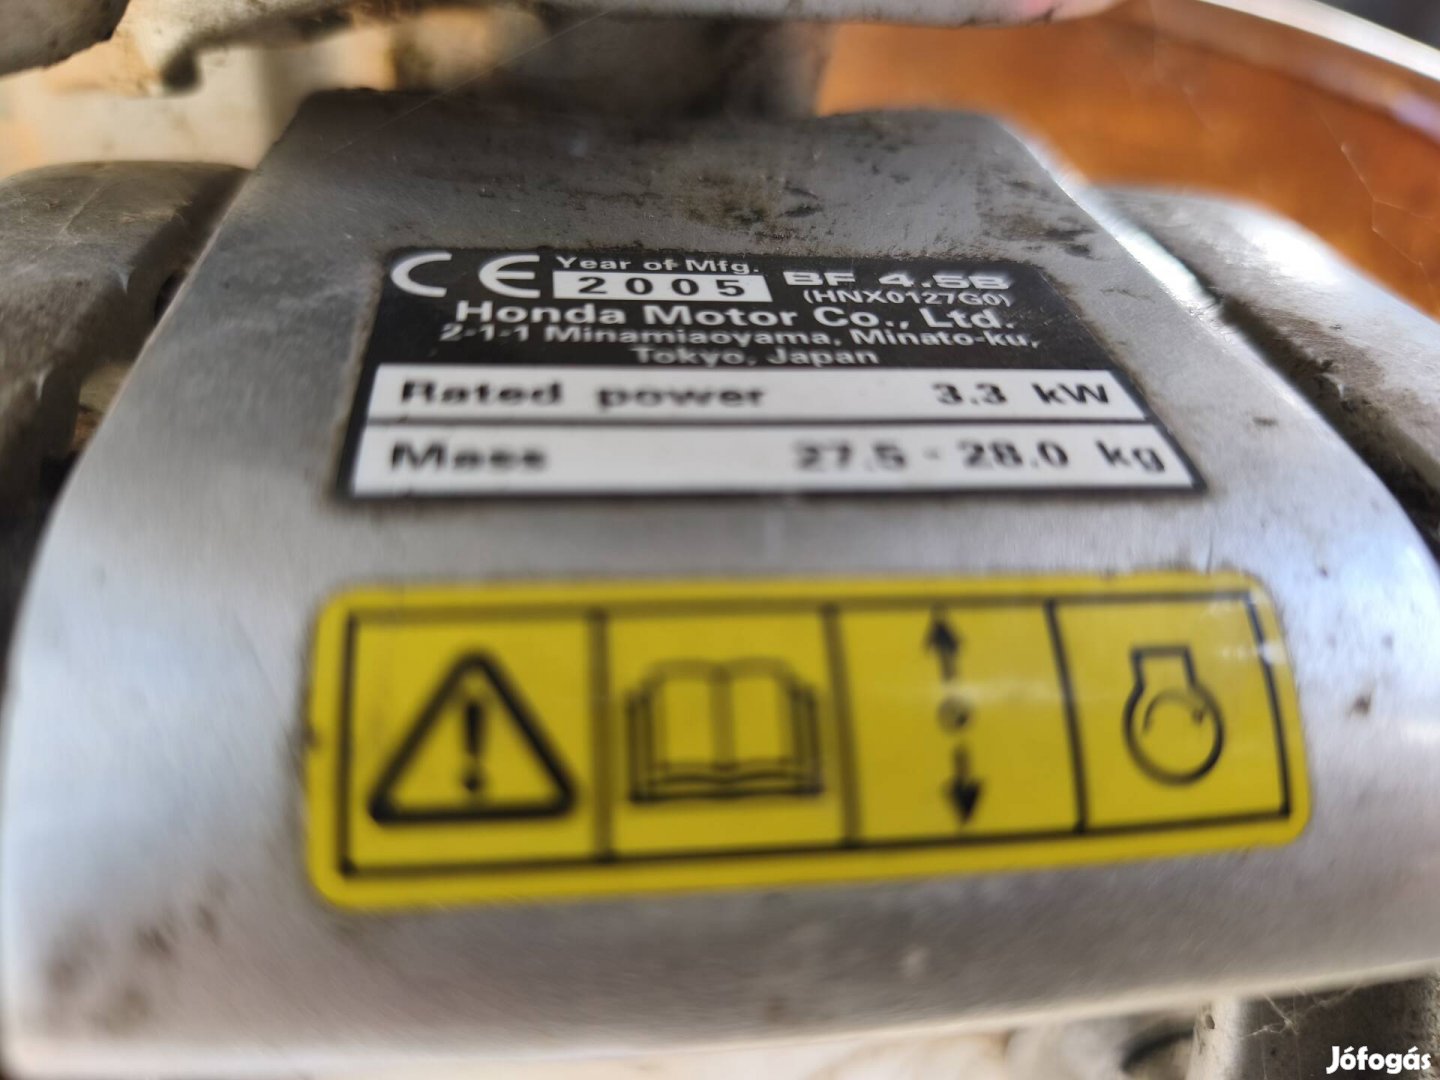 CE Year of Mfg. BF 4.5B
2005 (HNX0127G0)
Honda Motor Co., Ltd.
2-1-1 Minamiaoyama, Minato-ku,
Tokyo, Japan
Rated power 3.3 kW
Mass 27.5 - 28.0 kg
Jófogás